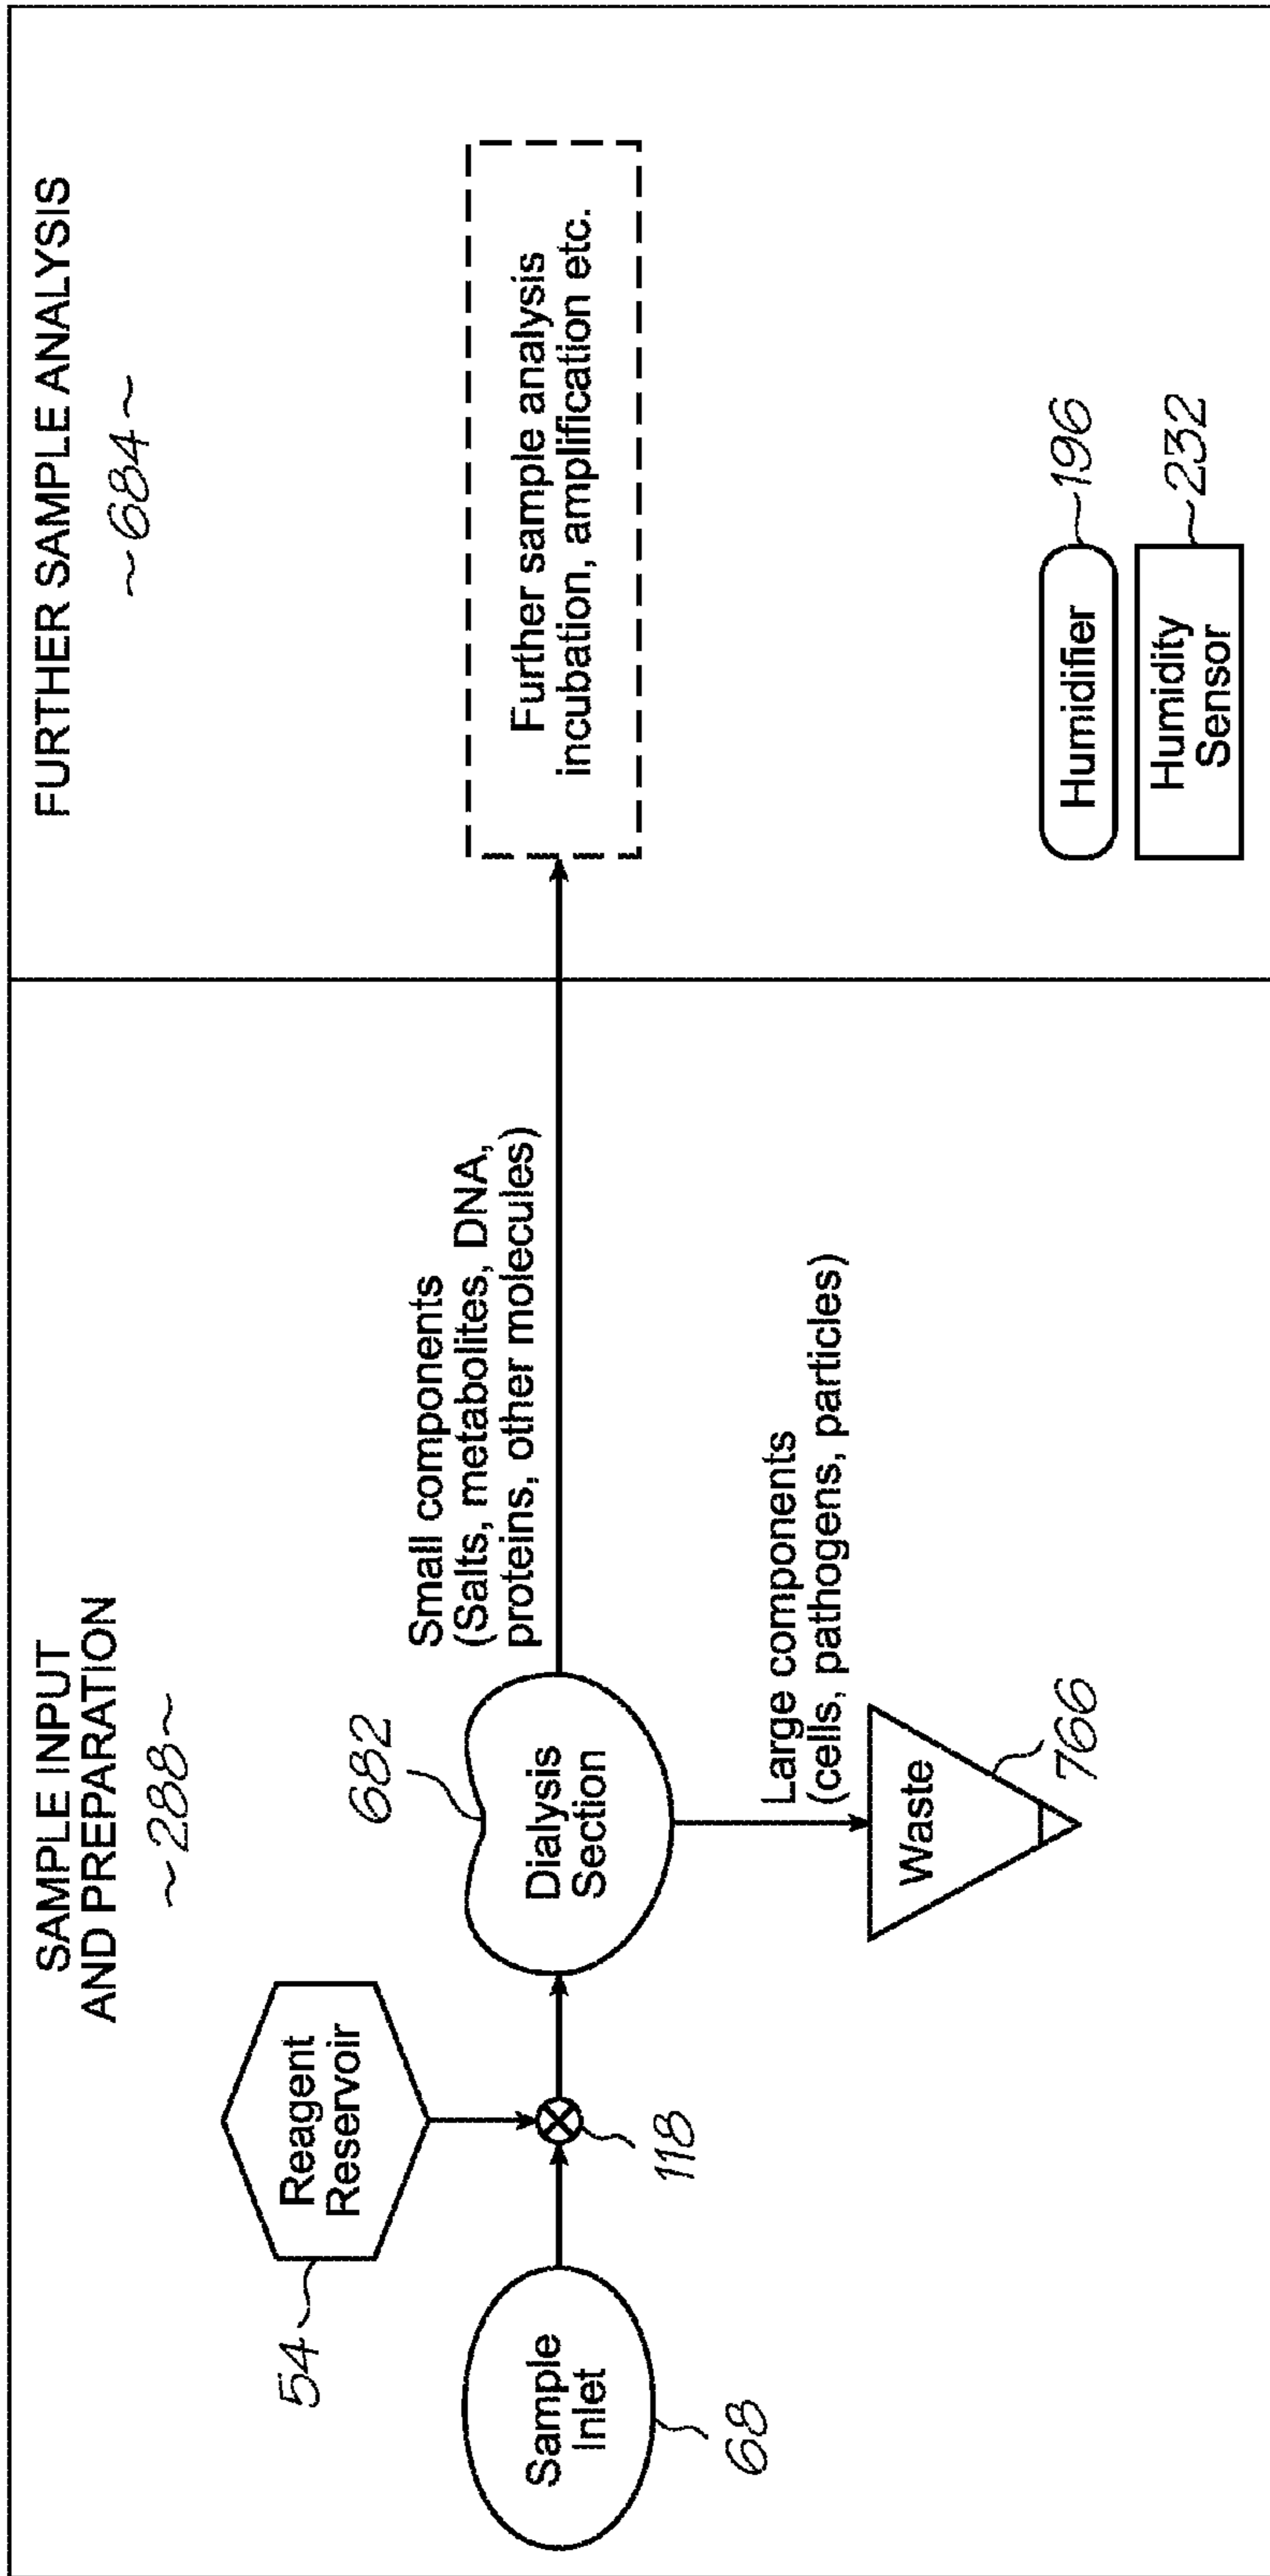 SAMPLE INPUT
AND PREPARATION
~288~
FURTHER SAMPLE ANALYSIS
~684~
54
Reagent
Reservoir
682
Sample
Inlet
68
118
Dialysis
Section
Small components
(Salts, metabolites, DNA,
proteins, other molecules)
Further sample analysis
incubation, amplification etc.
Large components
(cells, pathogens, particles)
Waste
766
Humidifier
196
Humidity
Sensor
232